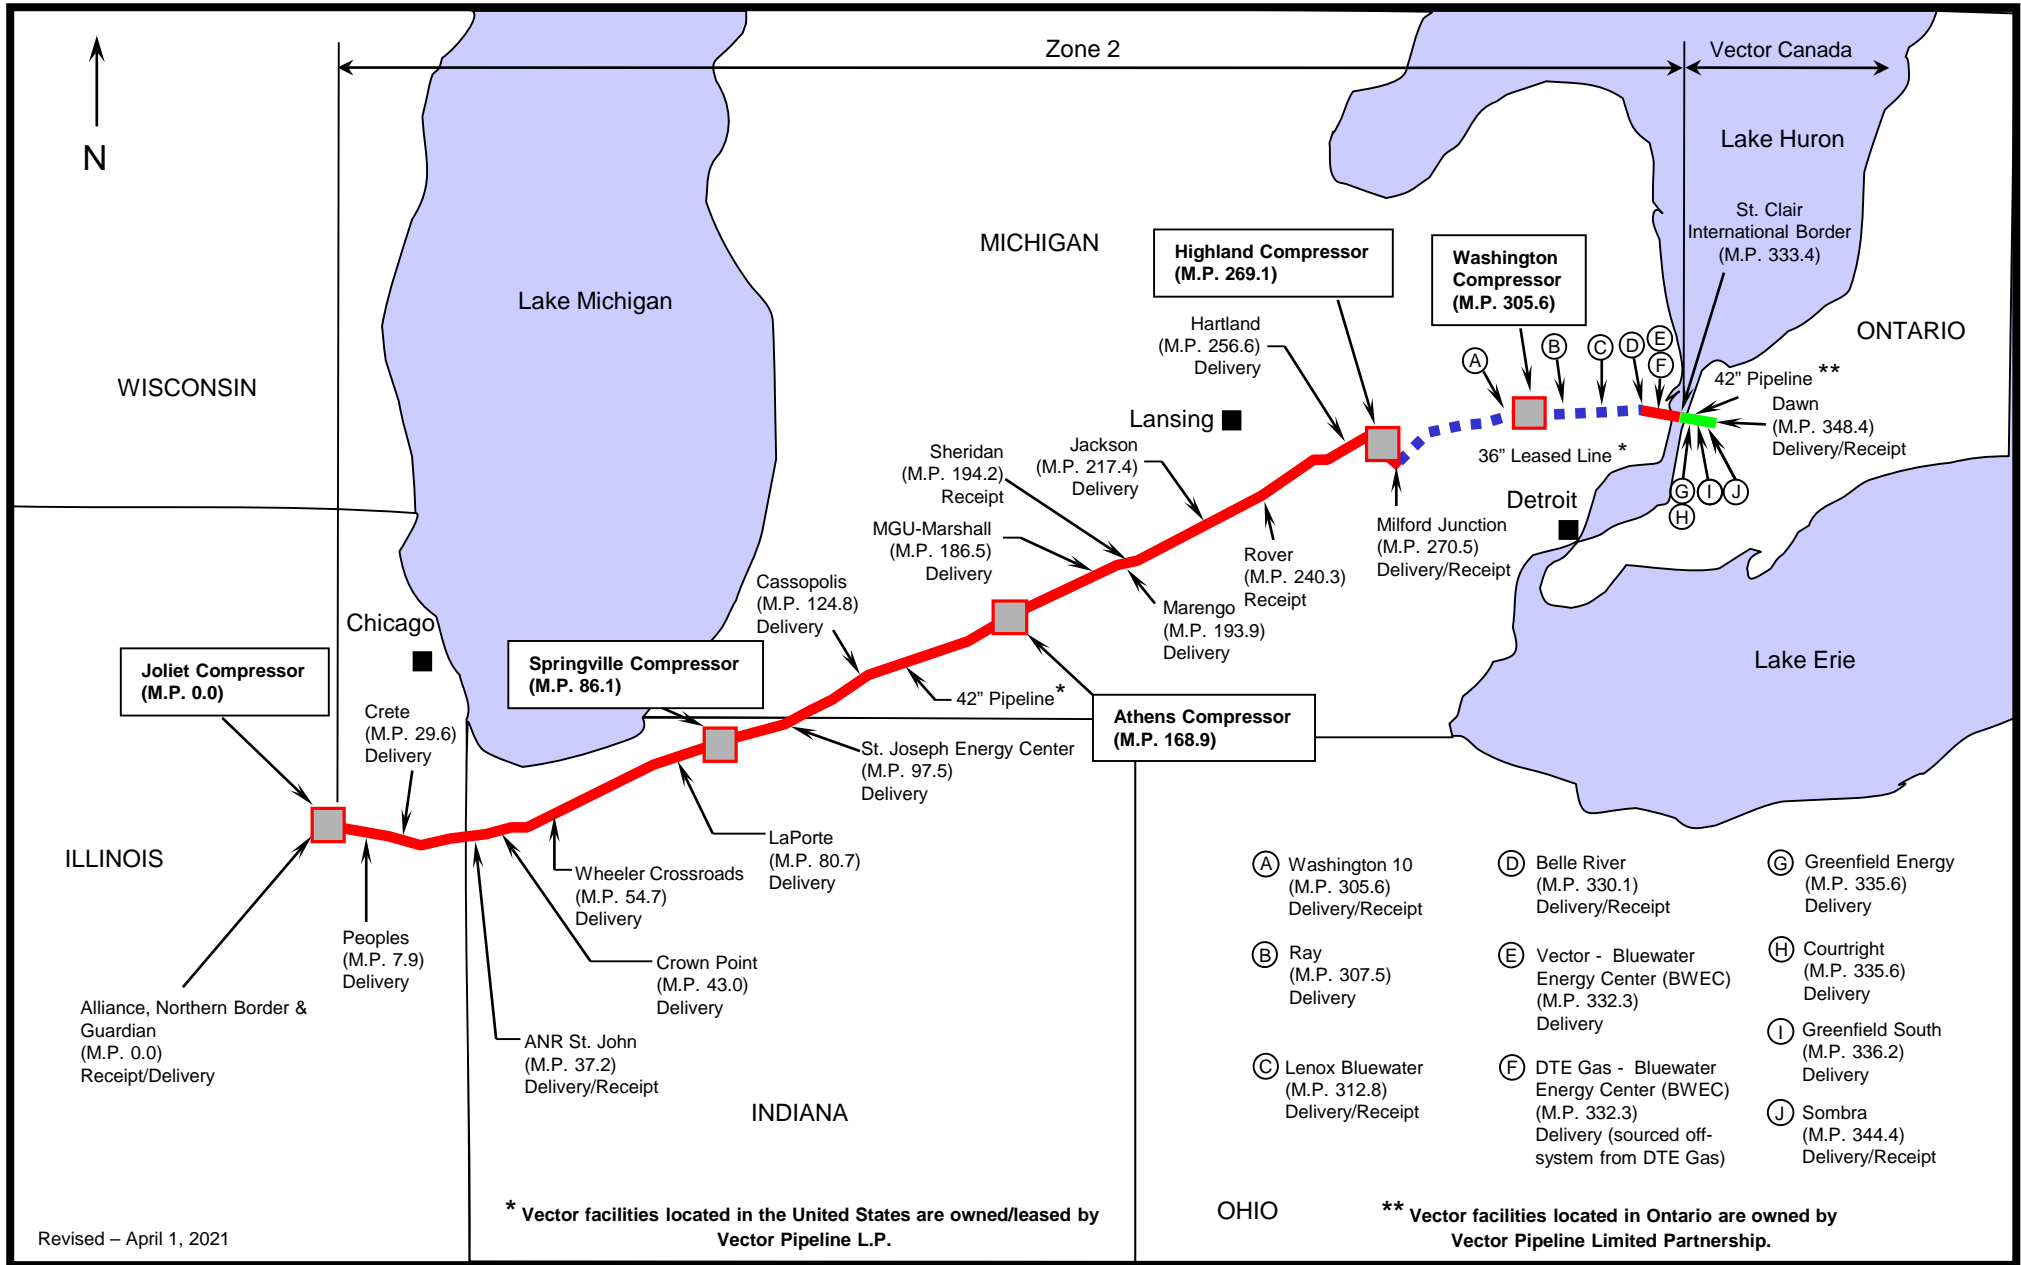 Zone 2
Vector Canada
N
Lake Huron
St. Clair
International Border
(M.P. 333.4)
MICHIGAN
Highland Compressor
(M.P. 269.1)
Washington
Compressor
(M.P. 305.6)
Lake Michigan
Hartland
(M.P. 256.6)
Delivery
ONTARIO
WISCONSIN
A
B
C
D
E
F
42” Pipeline **
Dawn
(M.P. 348.4)
Delivery/Receipt
Lansing
36” Leased Line *
Sheridan
(M.P. 194.2)
Receipt
Jackson
(M.P. 217.4)
Delivery
G
H
I
J
Detroit
MGU-Marshall
(M.P. 186.5)
Delivery
Milford Junction
(M.P. 270.5)
Delivery/Receipt
Rover
(M.P. 240.3)
Receipt
Cassopolis
(M.P. 124.8)
Delivery
Marengo
(M.P. 193.9)
Delivery
Chicago
Lake Erie
Joliet Compressor
(M.P. 0.0)
Springville Compressor
(M.P. 86.1)
42” Pipeline*
Athens Compressor
(M.P. 168.9)
Crete
(M.P. 29.6)
Delivery
St. Joseph Energy Center
(M.P. 97.5)
Delivery
ILLINOIS
LaPorte
(M.P. 80.7)
Delivery
Wheeler Crossroads
(M.P. 54.7)
Delivery
Peoples
(M.P. 7.9)
Delivery
Crown Point
(M.P. 43.0)
Delivery
Alliance, Northern Border &
Guardian
(M.P. 0.0)
Receipt/Delivery
ANR St. John
(M.P. 37.2)
Delivery/Receipt
INDIANA
A Washington 10
(M.P. 305.6)
Delivery/Receipt
B Ray
(M.P. 307.5)
Delivery
C Lenox Bluewater
(M.P. 312.8)
Delivery/Receipt
D Belle River
(M.P. 330.1)
Delivery/Receipt
E Vector - Bluewater
Energy Center (BWEC)
(M.P. 332.3)
Delivery
F DTE Gas - Bluewater
Energy Center (BWEC)
(M.P. 332.3)
Delivery (sourced off-
system from DTE Gas)
G Greenfield Energy
(M.P. 335.6)
Delivery
H Courtright
(M.P. 335.6)
Delivery
I Greenfield South
(M.P. 336.2)
Delivery
J Sombra
(M.P. 344.4)
Delivery/Receipt
OHIO
* Vector facilities located in the United States are owned/leased by
Vector Pipeline L.P.
** Vector facilities located in Ontario are owned by
Vector Pipeline Limited Partnership.
Revised – April 1, 2021